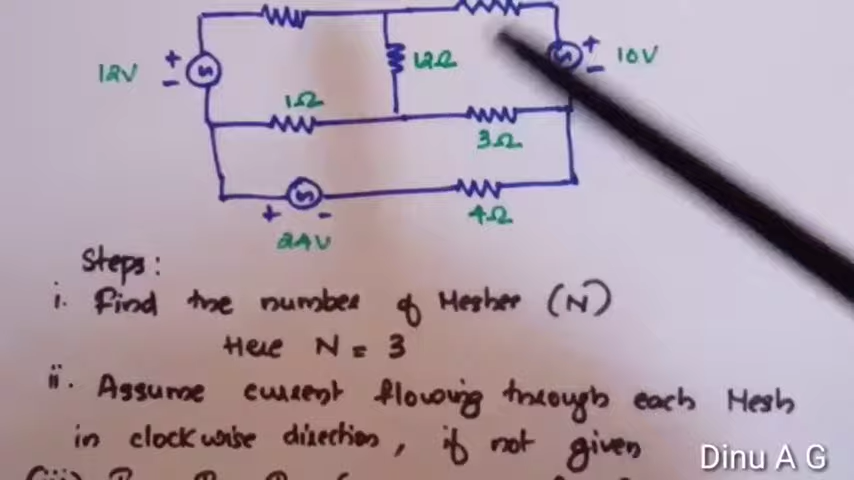 12Ω
12V
+
-
+
-
10V
1Ω
3Ω
+
-
4Ω
24V
Steps:
i. Find the number of Meshes (N)
Here N = 3
ii. Assume current flowing through each Mesh
in clockwise direction, if not given
Dinu A G